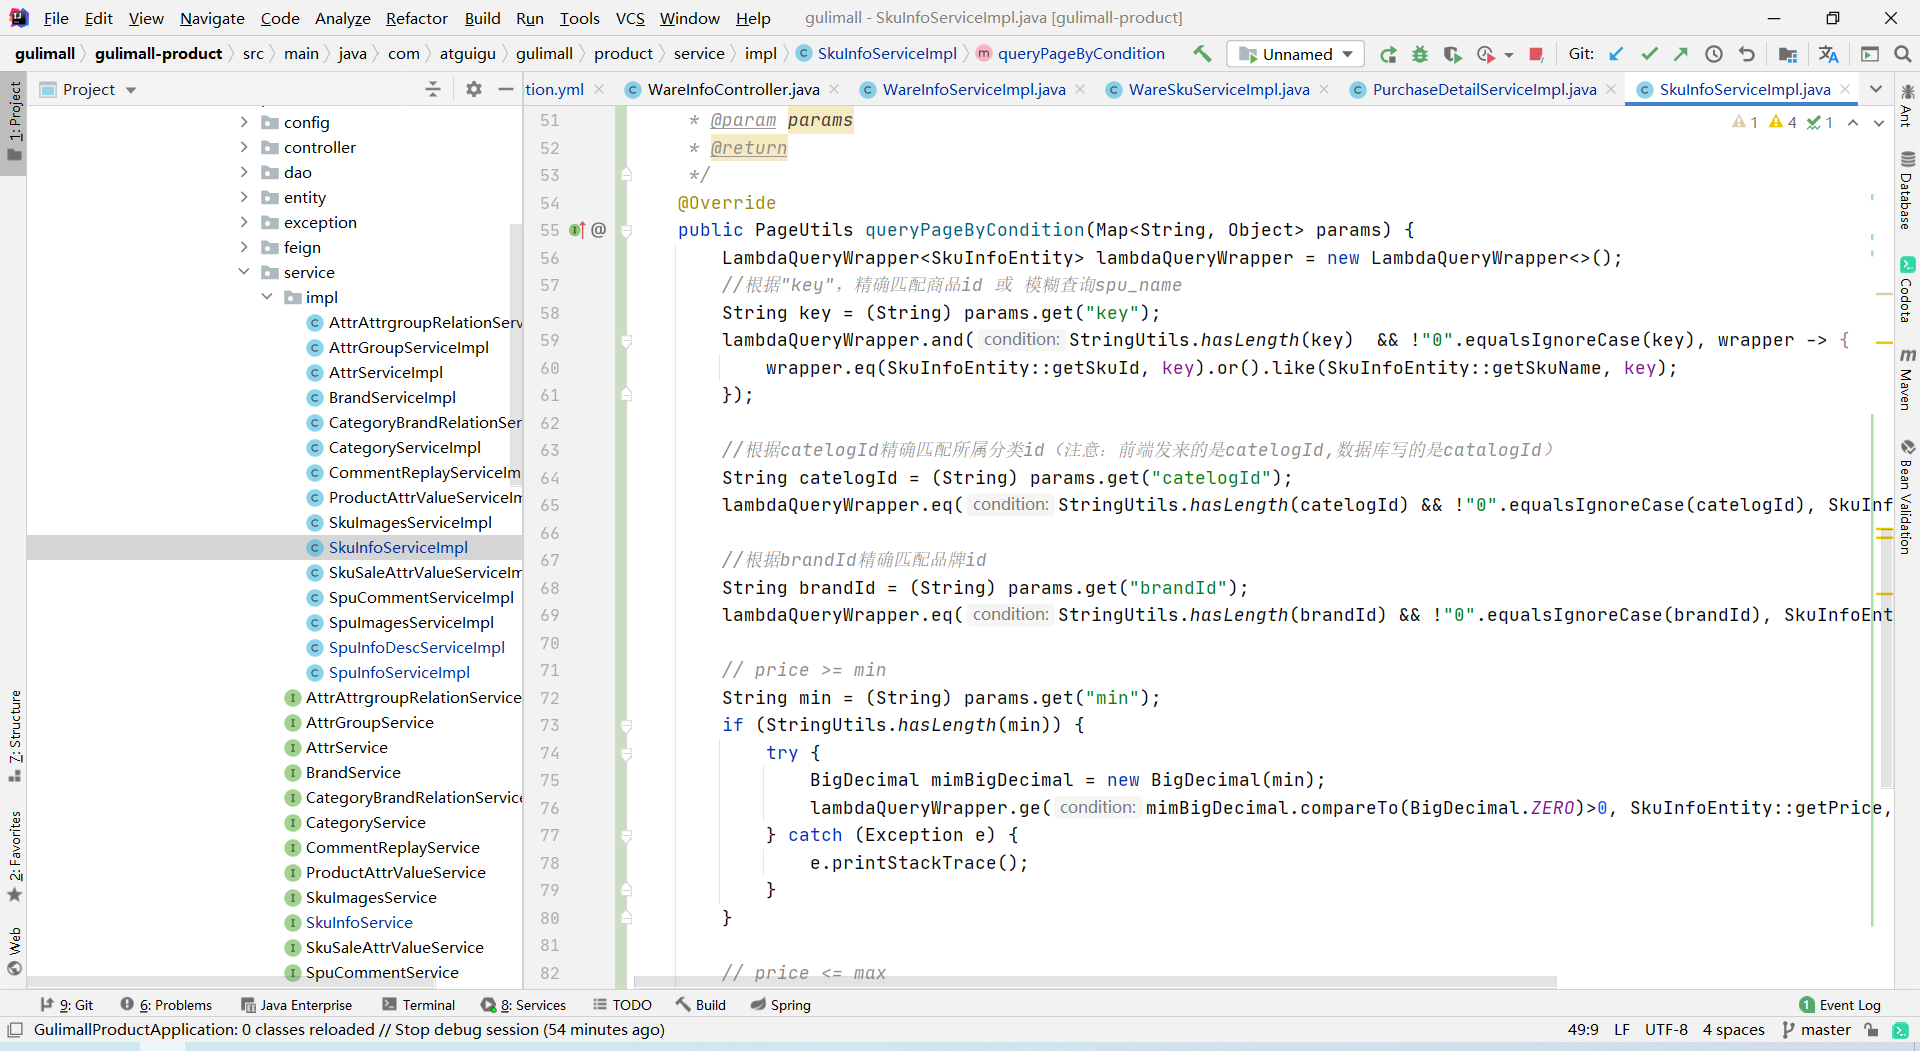 File Edit View Navigate Code Analyze Refactor Build Run Tools VCS Window Help gulimall - SkuInfoServiceImpl.java [gulimall-product]
gulimall gulimall-product src main java com atguigu gulimall product service impl SkuInfoServiceImpl queryPageByCondition Unnamed Git:
Project tion.yml WareInfoController.java WareInfoServiceImpl.java WareSkuServiceImpl.java PurchaseDetailServiceImpl.java SkuInfoServiceImpl.java
1: Project
7: Structure
2: Favorites
Web
config
controller
dao
entity
exception
feign
service
impl
AttrAttrgroupRelationServ
AttrGroupServiceImpl
AttrServiceImpl
BrandServiceImpl
CategoryBrandRelationSer
CategoryServiceImpl
CommentReplayServiceIm
ProductAttrValueServiceIm
SkuImagesServiceImpl
SkuInfoServiceImpl
SkuSaleAttrValueServiceIm
SpuCommentServiceImpl
SpuImagesServiceImpl
SpuInfoDescServiceImpl
SpuInfoServiceImpl
AttrAttrgroupRelationService
AttrGroupService
AttrService
BrandService
CategoryBrandRelationService
CategoryService
CommentReplayService
ProductAttrValueService
SkuImagesService
SkuInfoService
SkuSaleAttrValueService
SpuCommentService
1 4 1
51 * @param params
52 * @return
53 */
54 @Override
55 @ public PageUtils queryPageByCondition(Map<String, Object> params) {
56 LambdaQueryWrapper<SkuInfoEntity> lambdaQueryWrapper = new LambdaQueryWrapper<>();
57 //根据"key"，精确匹配商品id 或 模糊查询spu_name
58 String key = (String) params.get("key");
59 lambdaQueryWrapper.and( condition: StringUtils.hasLength(key)  && !"0".equalsIgnoreCase(key), wrapper -> {
60 wrapper.eq(SkuInfoEntity::getSkuId, key).or().like(SkuInfoEntity::getSkuName, key);
61 });
62
63 //根据catelogId精确匹配所属分类id（注意：前端发来的是catelogId,数据库写的是catalogId）
64 String catelogId = (String) params.get("catelogId");
65 lambdaQueryWrapper.eq( condition: StringUtils.hasLength(catelogId) && !"0".equalsIgnoreCase(catelogId), SkuInf
66
67 //根据brandId精确匹配品牌id
68 String brandId = (String) params.get("brandId");
69 lambdaQueryWrapper.eq( condition: StringUtils.hasLength(brandId) && !"0".equalsIgnoreCase(brandId), SkuInfoEnt
70
71 // price >= min
72 String min = (String) params.get("min");
73 if (StringUtils.hasLength(min)) {
74 try {
75 BigDecimal mimBigDecimal = new BigDecimal(min);
76 lambdaQueryWrapper.ge( condition: mimBigDecimal.compareTo(BigDecimal.ZERO)>0, SkuInfoEntity::getPrice,
77 } catch (Exception e) {
78 e.printStackTrace();
79 }
80 }
81
82 // price <= max
Ant
Database
Codota
Maven
Bean Validation
9: Git 6: Problems Java Enterprise Terminal 8: Services TODO Build Spring 1 Event Log
GulimallProductApplication: 0 classes reloaded // Stop debug session (54 minutes ago) 49:9 LF UTF-8 4 spaces master